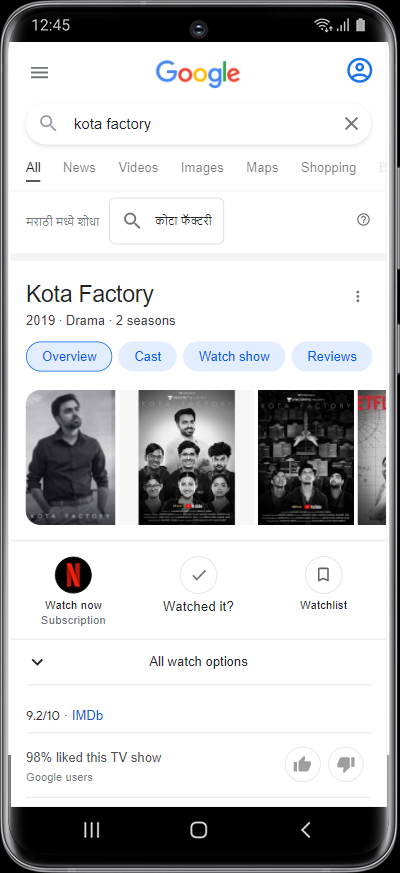 12:45
Google
kota factory
All News Videos Images Maps Shopping
मराठी मध्ये शोधा कोटा फॅक्टरी
Kota Factory
2019 · Drama · 2 seasons
Overview Cast Watch show Reviews
KOTA FACTORY
KOTA FACTORY
KOTA FACTORY
N
Watch now Watched it? Watchlist
Subscription
All watch options
9.2/10 · IMDb
98% liked this TV show
Google users